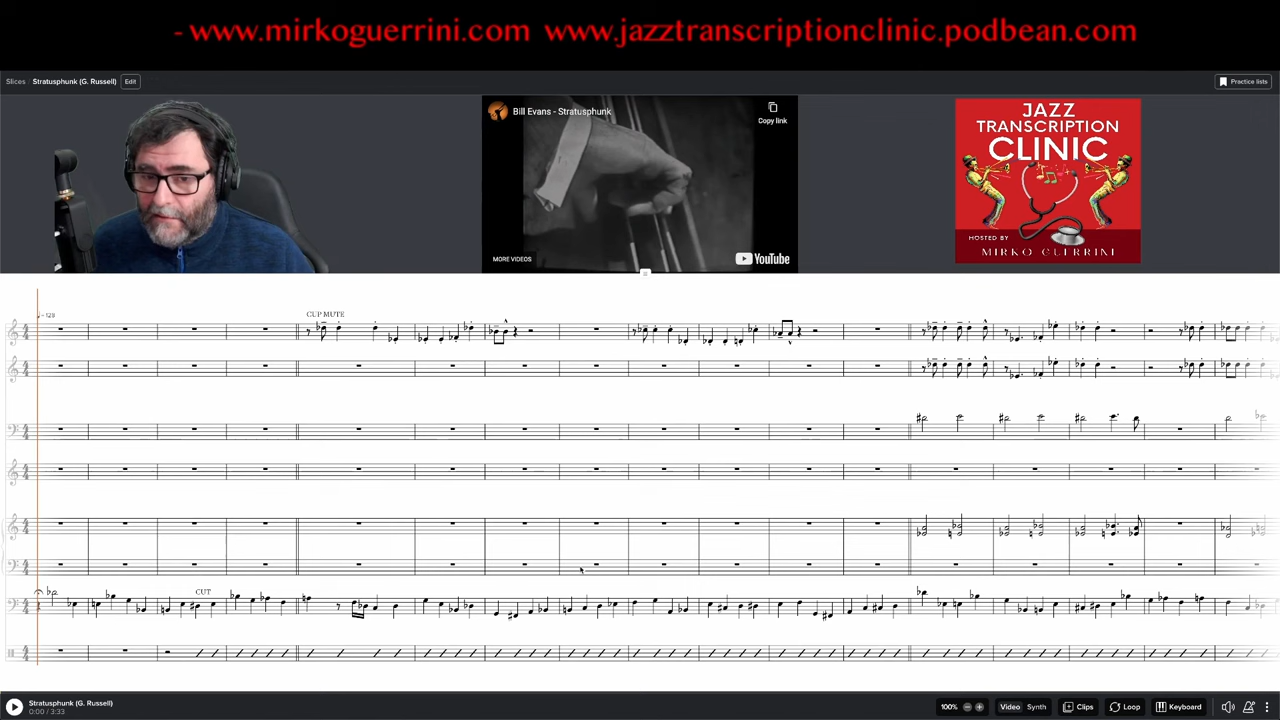 - www.mirkoguerrini.com www.jazztranscriptionclinic.podbean.com
Slices Stratusphunk (G. Russell) Edit Practice lists
Bill Evans - Stratusphunk
Copy link
MORE VIDEOS
YouTube
JAZZ
TRANSCRIPTION
CLINIC
HOSTED BY
MIRKO GUERRINI
♩=128
CUP MUTE
CUT
Stratusphunk (G. Russell)
0:00 / 3:33
100% Video Synth Clips Loop Keyboard